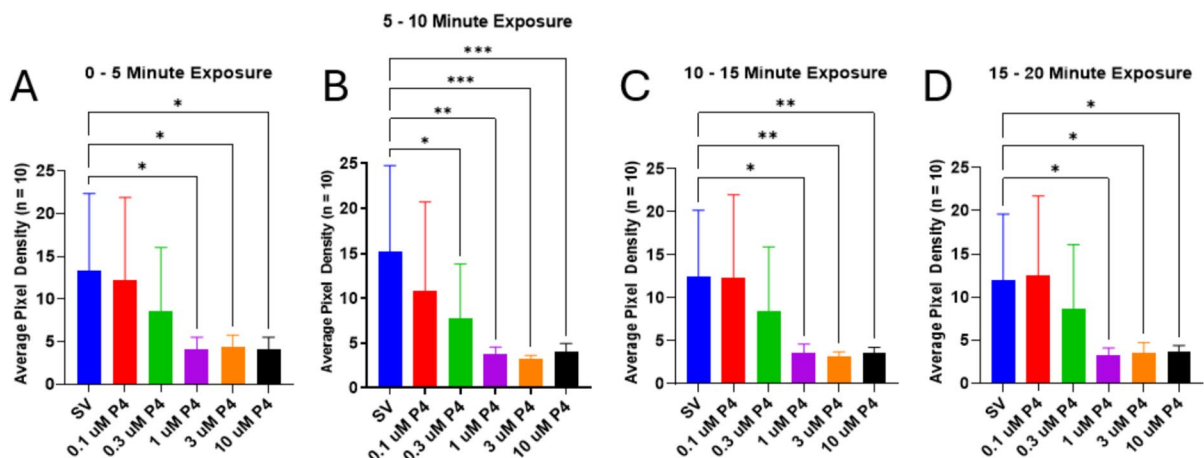 A
0 - 5 Minute Exposure
*
*
*
Average Pixel Density (n = 10)
25
20
15
10
5
0
SV
0.1 uM P4
0.3 uM P4
1 uM P4
3 uM P4
10 uM P4
B
5 - 10 Minute Exposure
***
***
**
*
Average Pixel Density (n = 10)
25
20
15
10
5
0
SV
0.1 uM P4
0.3 uM P4
1 uM P4
3 uM P4
10 uM P4
C
10 - 15 Minute Exposure
**
**
*
Average Pixel Density (n = 10)
25
20
15
10
5
0
SV
0.1 uM P4
0.3 uM P4
1 uM P4
3 uM P4
10 uM P4
D
15 - 20 Minute Exposure
*
*
*
Average Pixel Density (n = 10)
25
20
15
10
5
0
SV
0.1 uM P4
0.3 uM P4
1 uM P4
3 uM P4
10 uM P4